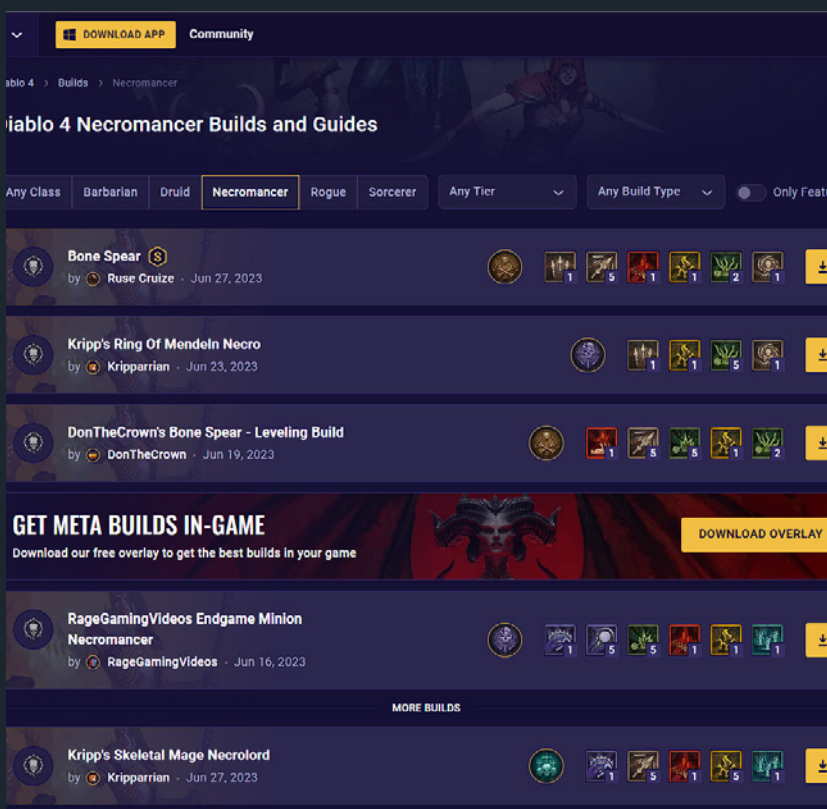 DOWNLOAD APP Community
ablo 4 > Builds > Necromancer
iablo 4 Necromancer Builds and Guides
Any Class Barbarian Druid Necromancer Rogue Sorcerer Any Tier Any Build Type Only Featu
Bone Spear S
by Ruse Cruize - Jun 27, 2023
1 5 1 1 2 1
Kripp's Ring Of Mendeln Necro
by Kripparrian - Jun 23, 2023
1 1 5 1
DonTheCrown's Bone Spear - Leveling Build
by DonTheCrown - Jun 19, 2023
1 5 5 1 2
GET META BUILDS IN-GAME
Download our free overlay to get the best builds in your game
DOWNLOAD OVERLAY
RageGamingVideos Endgame Minion
Necromancer
by RageGamingVideos - Jun 16, 2023
1 5 5 1 1 1
MORE BUILDS
Kripp's Skeletal Mage Necrolord
by Kripparrian - Jun 27, 2023
1 5 1 5 1